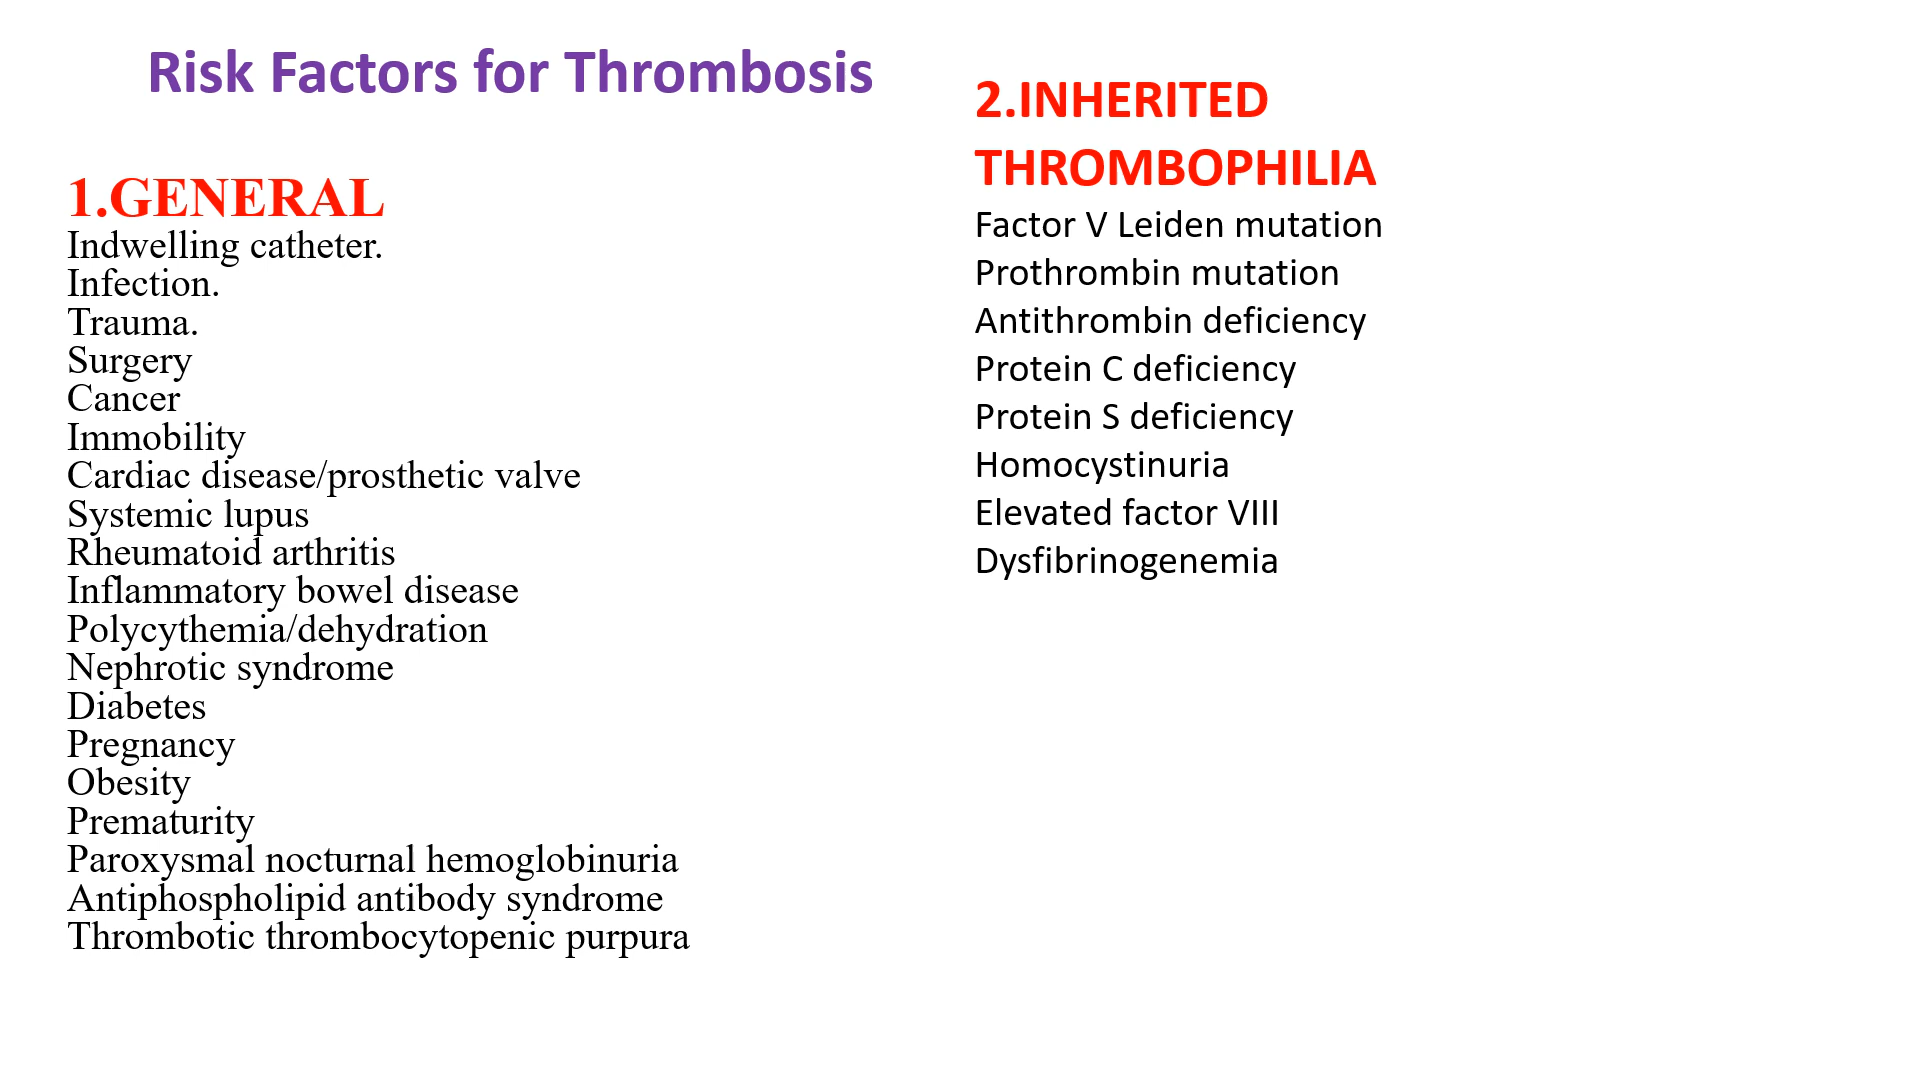 Risk Factors for Thrombosis
1.GENERAL
Indwelling catheter.
Infection.
Trauma.
Surgery
Cancer
Immobility
Cardiac disease/prosthetic valve
Systemic lupus
Rheumatoid arthritis
Inflammatory bowel disease
Polycythemia/dehydration
Nephrotic syndrome
Diabetes
Pregnancy
Obesity
Prematurity
Paroxysmal nocturnal hemoglobinuria
Antiphospholipid antibody syndrome
Thrombotic thrombocytopenic purpura
2.INHERITED
THROMBOPHILIA
Factor V Leiden mutation
Prothrombin mutation
Antithrombin deficiency
Protein C deficiency
Protein S deficiency
Homocystinuria
Elevated factor VIII
Dysfibrinogenemia